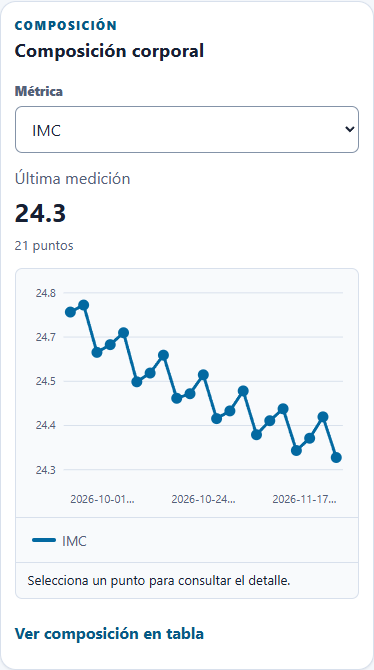 COMPOSICIÓN
Composición corporal
Métrica
IMC
Última medición
24.3
21 puntos
24.8
24.7
24.5
24.4
24.3
2026-10-01... 2026-10-24... 2026-11-17...
IMC
Selecciona un punto para consultar el detalle.
Ver composición en tabla